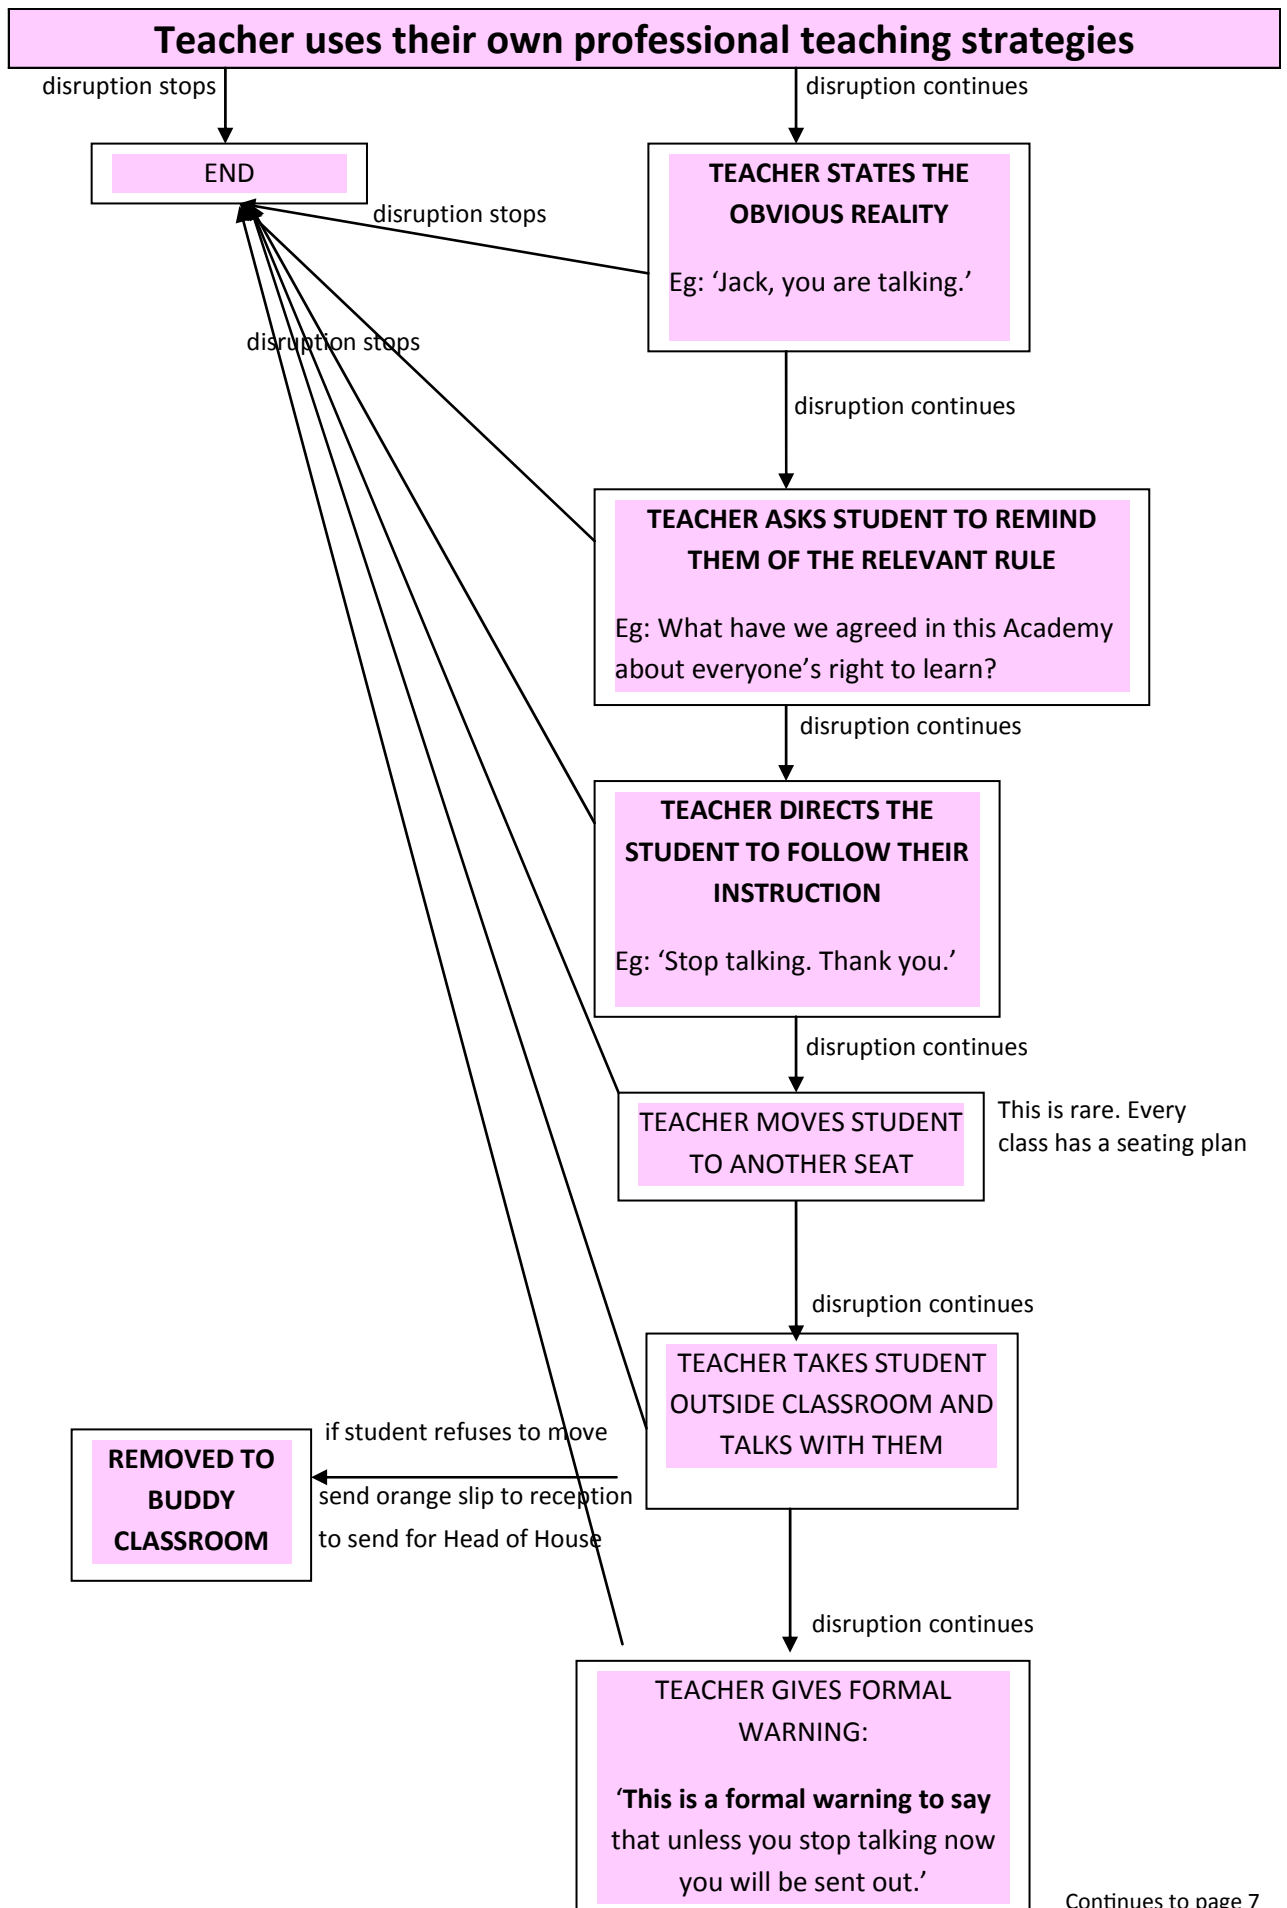 Teacher uses their own professional teaching strategies
disruption stops
disruption continues
END
TEACHER STATES THE
OBVIOUS REALITY
Eg: ‘Jack, you are talking.’
disruption stops
disruption stops
disruption continues
TEACHER ASKS STUDENT TO REMIND
THEM OF THE RELEVANT RULE
Eg: What have we agreed in this Academy
about everyone’s right to learn?
disruption continues
TEACHER DIRECTS THE
STUDENT TO FOLLOW THEIR
INSTRUCTION
Eg: ‘Stop talking. Thank you.’
disruption continues
TEACHER MOVES STUDENT
TO ANOTHER SEAT
This is rare. Every
class has a seating plan
disruption continues
TEACHER TAKES STUDENT
OUTSIDE CLASSROOM AND
TALKS WITH THEM
if student refuses to move
send orange slip to reception
to send for Head of House
REMOVED TO
BUDDY
CLASSROOM
disruption continues
TEACHER GIVES FORMAL
WARNING:
‘This is a formal warning to say
that unless you stop talking now
you will be sent out.’
Continues to page 7